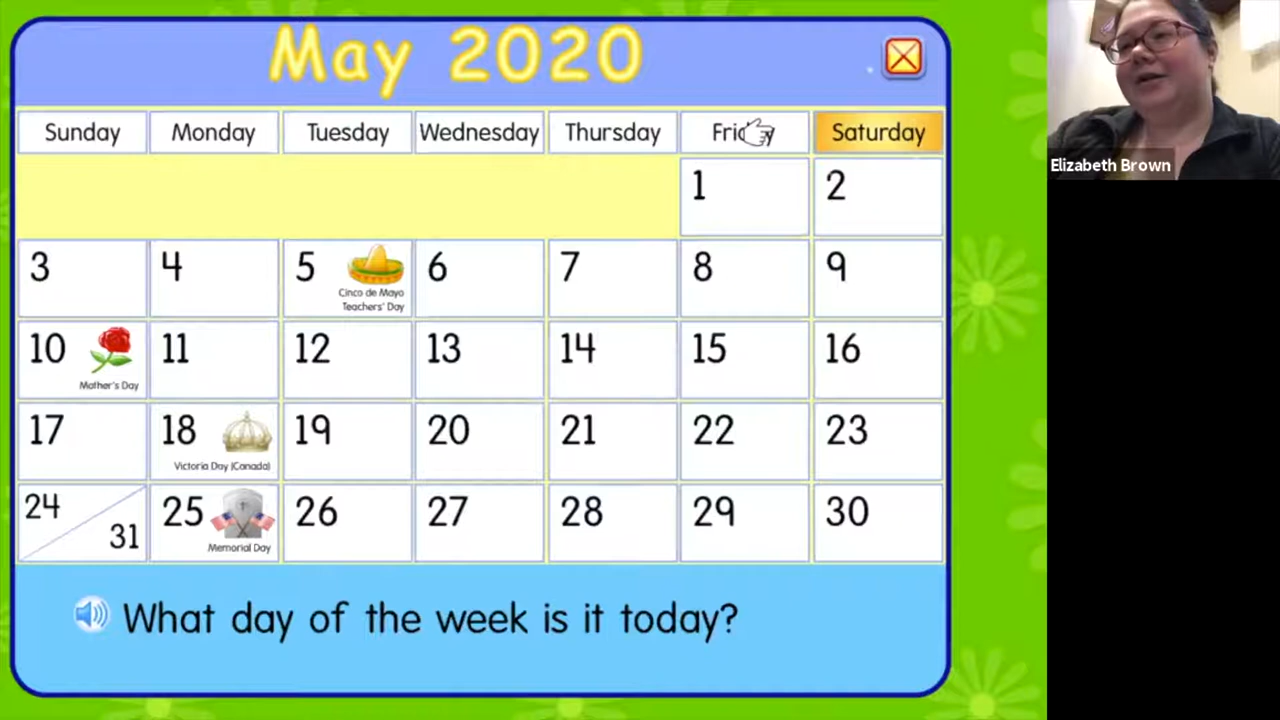 May 2020
Sunday Monday Tuesday Wednesday Thursday Friday Saturday
1 2
3 4 5 6 7 8 9
Cinco de Mayo
Teachers' Day
10 11 12 13 14 15 16
Mother's Day
17 18 19 20 21 22 23
Victoria Day (Canada)
24 31 25 26 27 28 29 30
Memorial Day
What day of the week is it today?
Elizabeth Brown